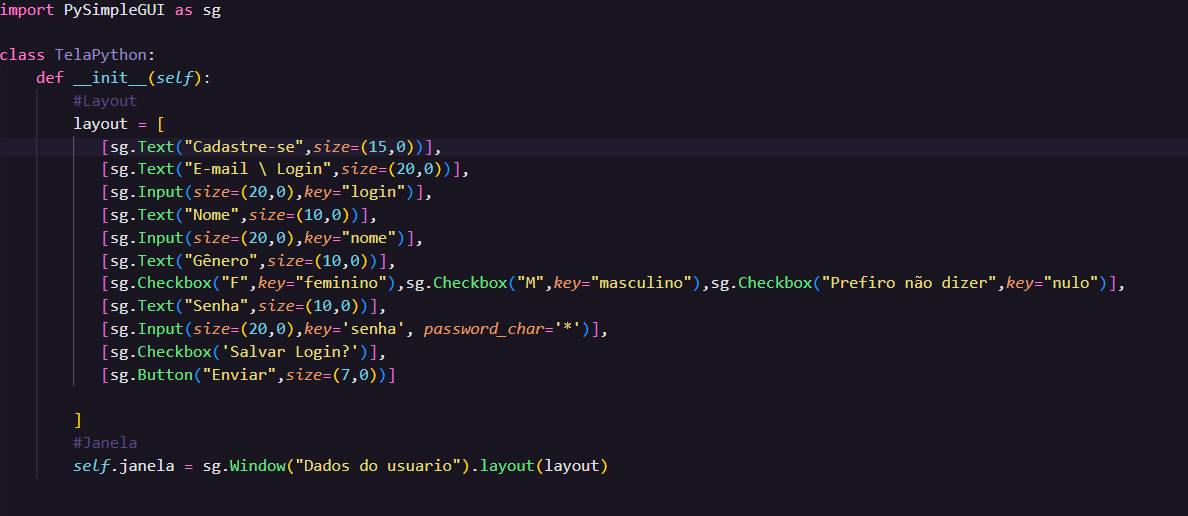 import PySimpleGUI as sg
class TelaPython:
def __init__(self):
#Layout
layout = [
[sg.Text("Cadastre-se",size=(15,0))],
[sg.Text("E-mail \ Login",size=(20,0))],
[sg.Input(size=(20,0),key="login")],
[sg.Text("Nome",size=(10,0))],
[sg.Input(size=(20,0),key="nome")],
[sg.Text("Gênero",size=(10,0))],
[sg.Checkbox("F",key="feminino"),sg.Checkbox("M",key="masculino"),sg.Checkbox("Prefiro não dizer",key="nulo")],
[sg.Text("Senha",size=(10,0))],
[sg.Input(size=(20,0),key='senha', password_char='*')],
[sg.Checkbox('Salvar Login?')],
[sg.Button("Enviar",size=(7,0))]
]
#Janela
self.janela = sg.Window("Dados do usuario").layout(layout)